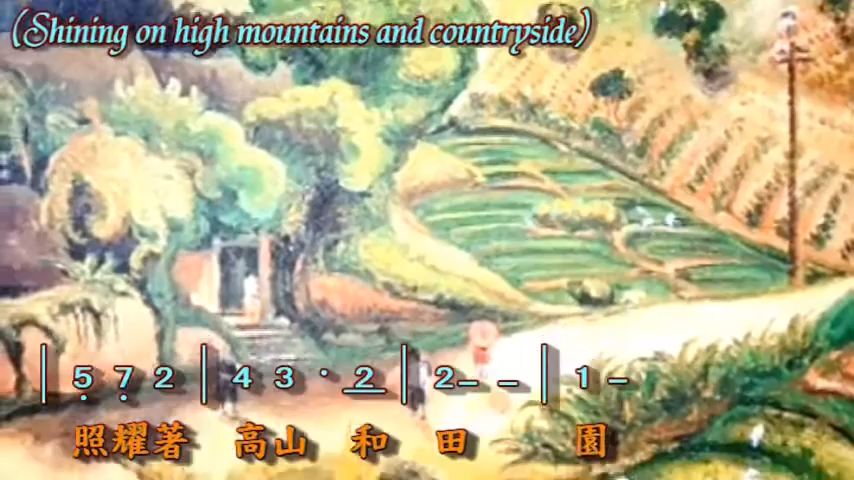 (Shining on high mountains and countryside)
| 5̣ 7̣ 2 | 4 3 · 2̲ | 2 – – | 1 –
照耀著 高山 和 田 園